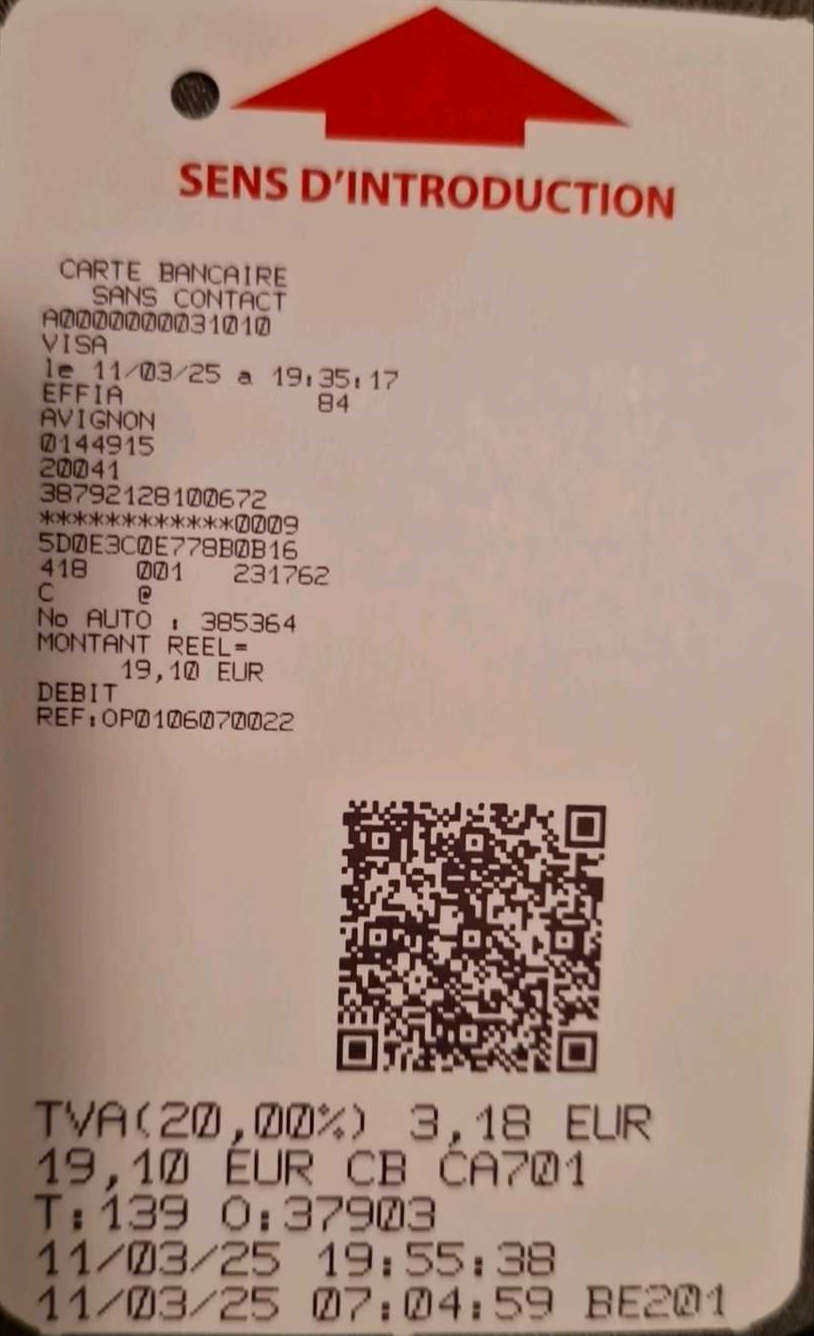 SENS D'INTRODUCTION
CARTE BANCAIRE
SANS CONTACT
A0000000031010
VISA
le 11/03/25 a 19:35:17
EFFIA 84
AVIGNON
0144915
20041
38792128100672
************0009
5D0E3C0E778B0B16
418 001 231762
C @
No AUTO : 385364
MONTANT REEL=
19,10 EUR
DEBIT
REF:OP0106070022
TVA(20,00%) 3,18 EUR
19,10 EUR CB CA701
T:139 O:37903
11/03/25 19:55:38
11/03/25 07:04:59 BE201